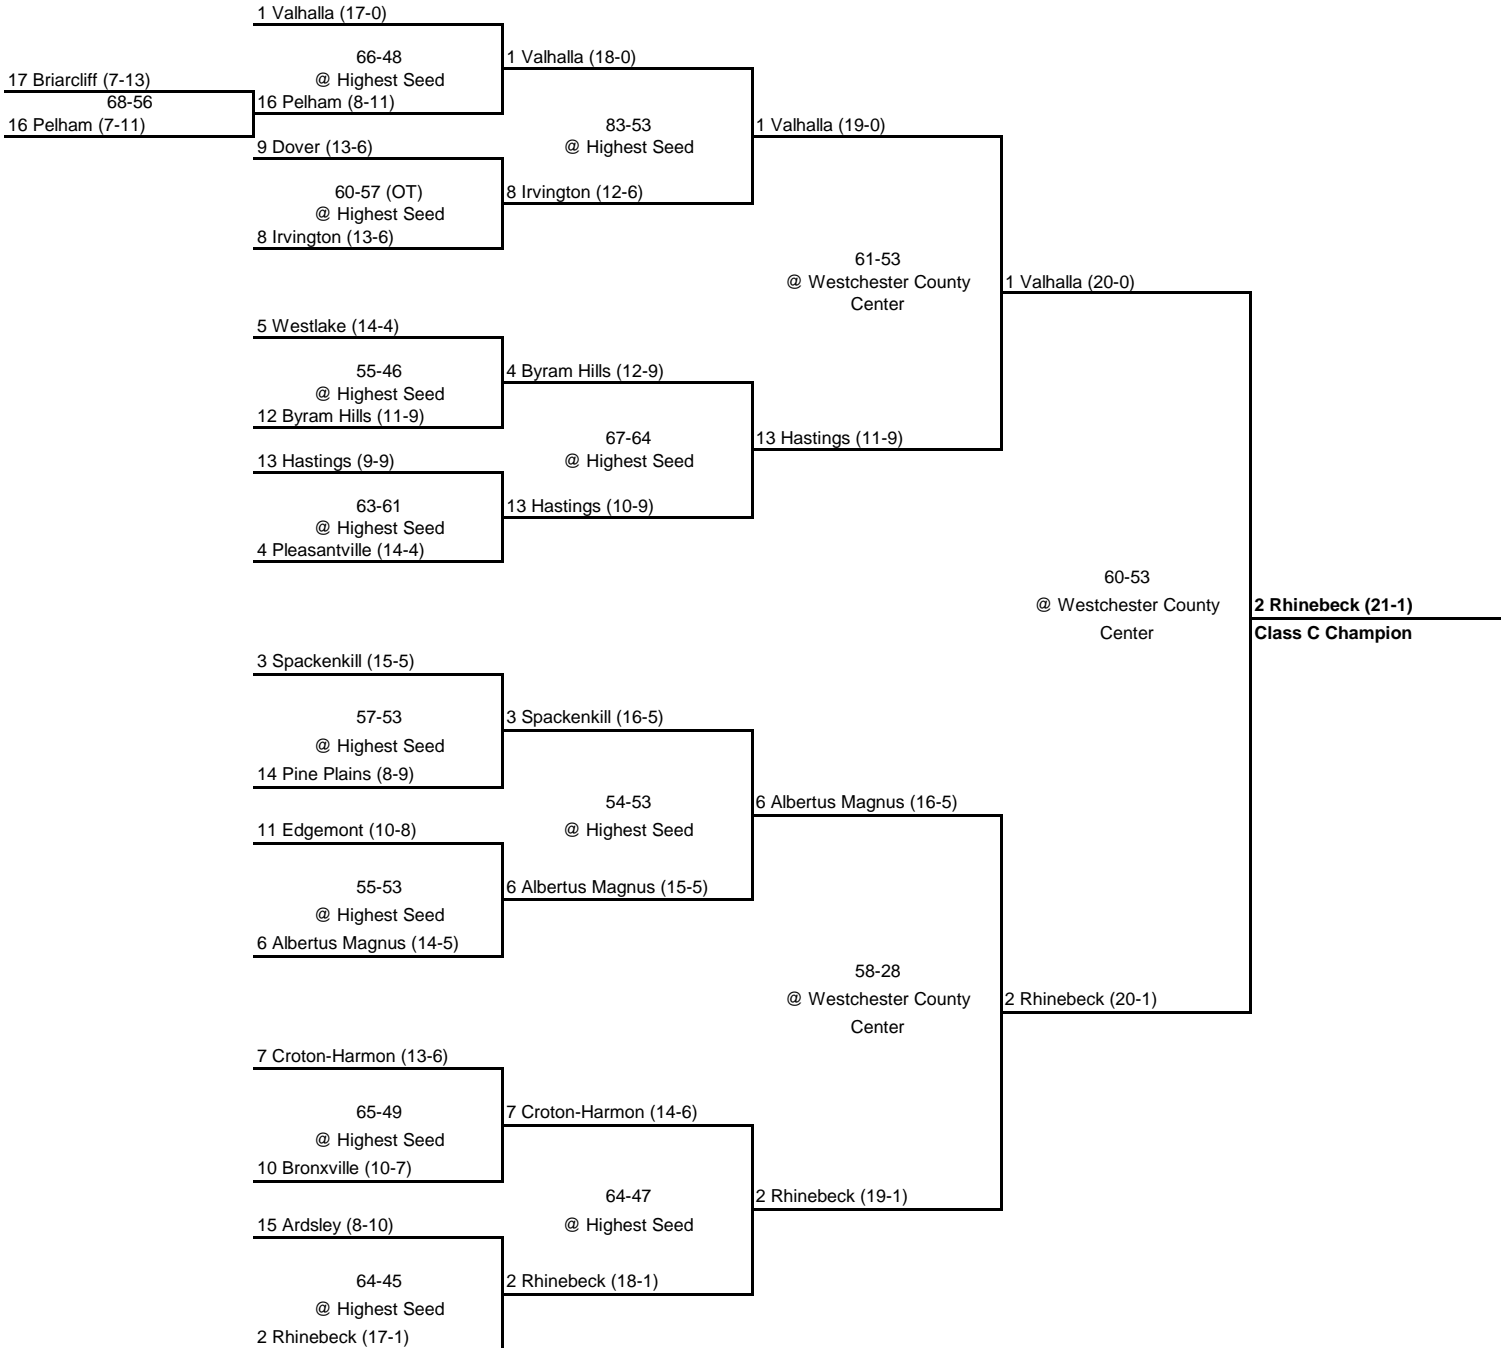 1 Valhalla (17-0)
66-48
@ Highest Seed
1 Valhalla (18-0)
17 Briarcliff (7-13)
68-56
16 Pelham (8-11)
16 Pelham (7-11)
83-53
@ Highest Seed
1 Valhalla (19-0)
9 Dover (13-6)
60-57 (OT)
@ Highest Seed
8 Irvington (12-6)
8 Irvington (13-6)
61-53
@ Westchester County
Center
1 Valhalla (20-0)
5 Westlake (14-4)
55-46
@ Highest Seed
4 Byram Hills (12-9)
12 Byram Hills (11-9)
67-64
@ Highest Seed
13 Hastings (11-9)
13 Hastings (9-9)
63-61
@ Highest Seed
13 Hastings (10-9)
4 Pleasantville (14-4)
60-53
@ Westchester County
Center
2 Rhinebeck (21-1)
Class C Champion
3 Spackenkill (15-5)
57-53
@ Highest Seed
3 Spackenkill (16-5)
14 Pine Plains (8-9)
54-53
@ Highest Seed
6 Albertus Magnus (16-5)
11 Edgemont (10-8)
55-53
@ Highest Seed
6 Albertus Magnus (15-5)
6 Albertus Magnus (14-5)
58-28
@ Westchester County
Center
2 Rhinebeck (20-1)
7 Croton-Harmon (13-6)
65-49
@ Highest Seed
7 Croton-Harmon (14-6)
10 Bronxville (10-7)
64-47
@ Highest Seed
2 Rhinebeck (19-1)
15 Ardsley (8-10)
64-45
@ Highest Seed
2 Rhinebeck (18-1)
2 Rhinebeck (17-1)